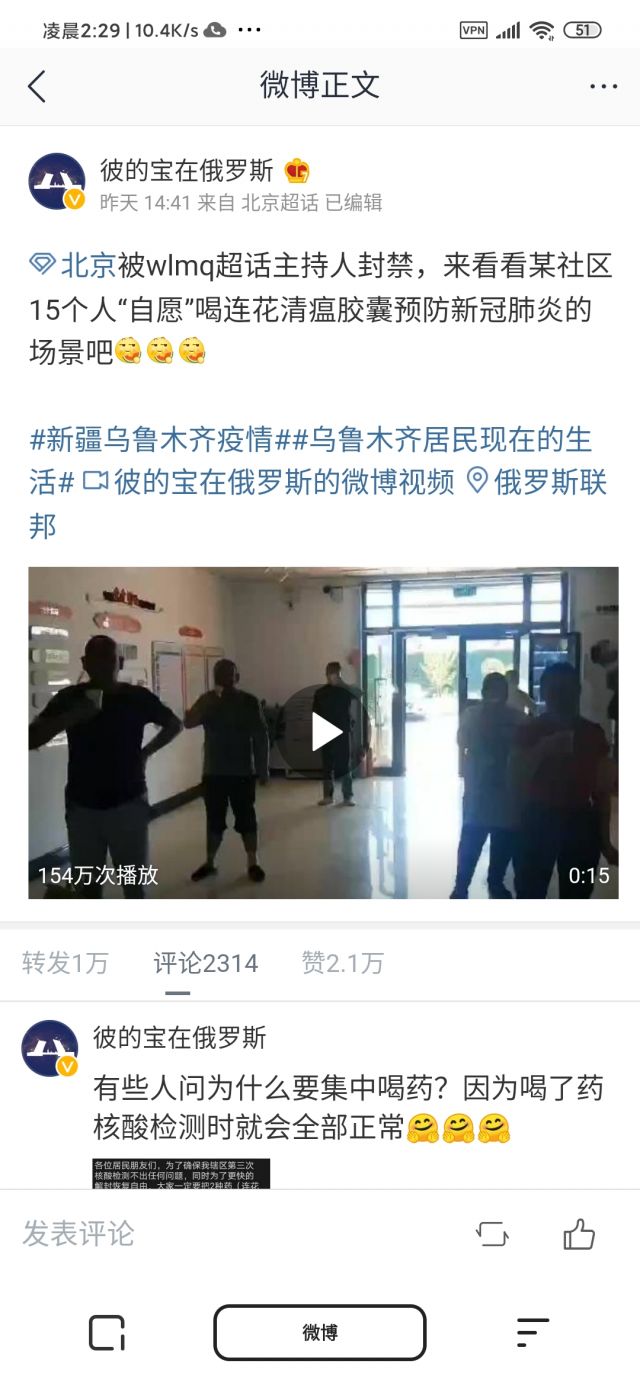 凌晨2:29 | 10.4K/s ···
VPN
51
微博正文
彼的宝在俄罗斯
昨天 14:41 来自 北京超话 已编辑
北京被wlmq超话主持人封禁，来看看某社区
15个人“自愿”喝连花清瘟胶囊预防新冠肺炎的
场景吧
#新疆乌鲁木齐疫情##乌鲁木齐居民现在的生
活# 彼的宝在俄罗斯的微博视频 俄罗斯联
邦
154万次播放
0:15
转发1万 评论2314 赞2.1万
彼的宝在俄罗斯
有些人问为什么要集中喝药？因为喝了药
核酸检测时就会全部正常
各位居民朋友们，为了确保我辖区第三次
核酸检测不出任何问题，同时为了更快的
解封恢复自由，大家一定要把2种药（连花
发表评论
微博